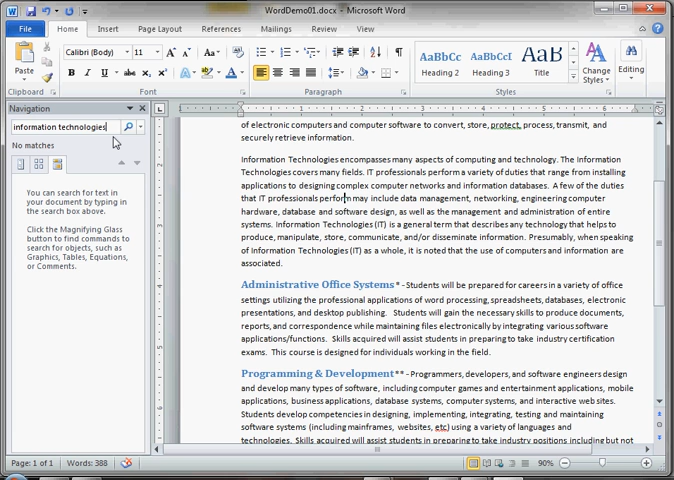 WordDemo01.docx - Microsoft Word
File Home Insert Page Layout References Mailings Review View
Calibri (Body) 11
Paste
B I U
AaBbCc AaBbCcI AaB
Heading 2 Heading 3 Title
Change Styles
Editing
Clipboard Font Paragraph Styles
Navigation
information technologies
No matches
You can search for text in
your document by typing in
the search box above.
Click the Magnifying Glass
button to find commands to
search for objects, such as
Graphics, Tables, Equations,
or Comments.
of electronic computers and computer software to convert, store, protect, process, transmit, and
securely retrieve information.
Information Technologies encompasses many aspects of computing and technology. The Information
Technologies covers many fields. IT professionals perform a variety of duties that range from installing
applications to designing complex computer networks and information databases. A few of the duties
that IT professionals perform may include data management, networking, engineering computer
hardware, database and software design, as well as the management and administration of entire
systems. Information Technologies (IT) is a general term that describes any technology that helps to
produce, manipulate, store, communicate, and/or disseminate information. Presumably, when speaking
of Information Technologies (IT) as a whole, it is noted that the use of computers and information are
associated.
Administrative Office Systems * - Students will be prepared for careers in a variety of office
settings utilizing the professional applications of word processing, spreadsheets, databases, electronic
presentations, and desktop publishing. Students will gain the necessary skills to produce documents,
reports, and correspondence while maintaining files electronically by integrating various software
applications/functions. Skills acquired will assist students in preparing to take industry certification
exams. This course is designed for individuals working in the field.
Programming & Development ** - Programmers, developers, and software engineers design
and develop many types of software, including computer games and entertainment applications, mobile
applications, business applications, database systems, computer systems, and interactive web sites.
Students develop competencies in designing, implementing, integrating, testing and maintaining
software systems (including mainframes, websites, etc) using a variety of languages and
technologies. Skills acquired will assist students in preparing to take industry positions including but not
Page: 1 of 1 Words: 388 90%